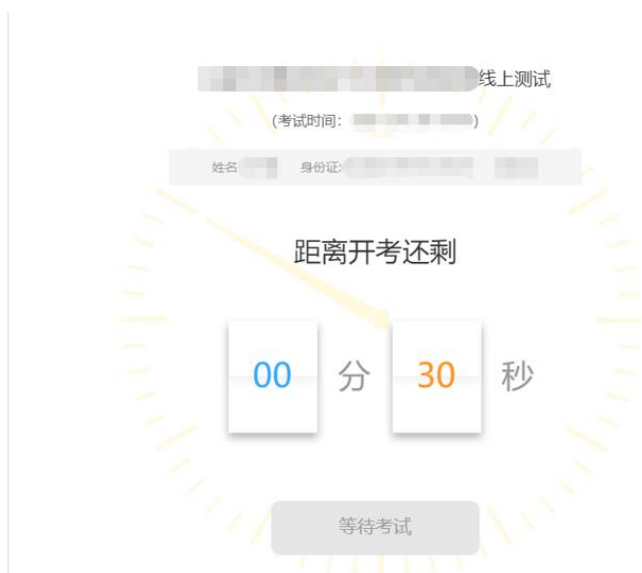 线上测试
(考试时间： )
姓名 身份证:
距离开考还剩
00 分 30 秒
等待考试